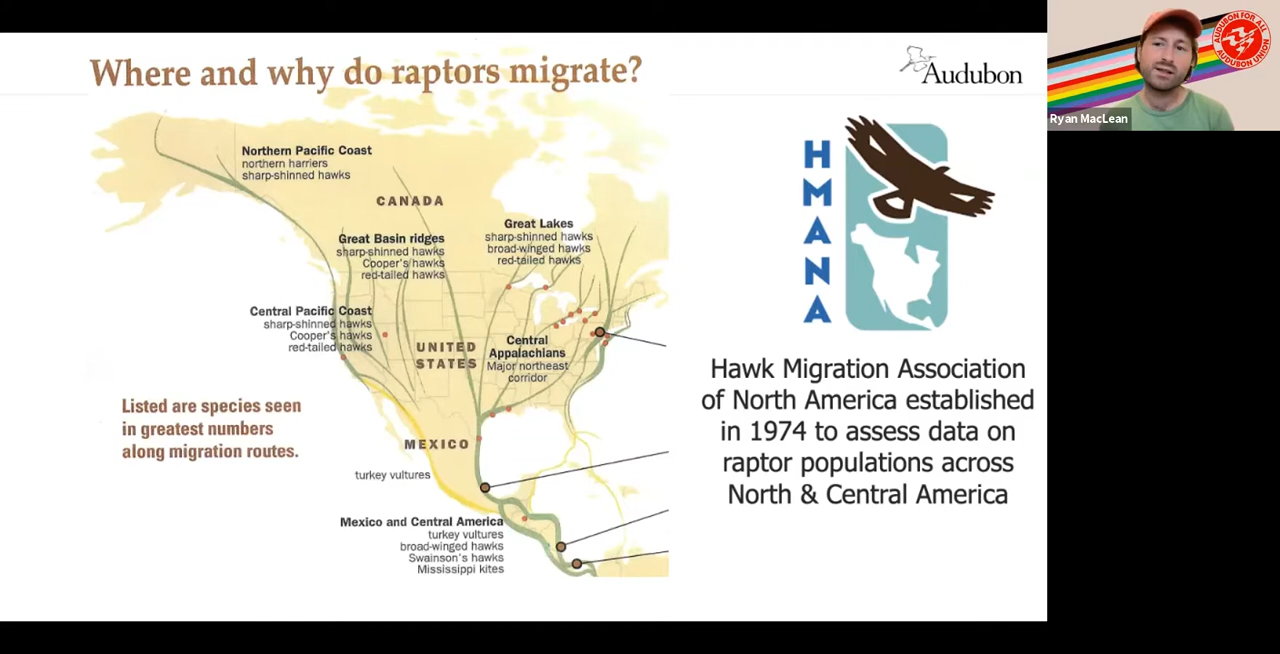 Where and why do raptors migrate?
Audubon
Northern Pacific Coast
northern harriers
sharp-shinned hawks
CANADA
Great Basin ridges
sharp-shinned hawks
Cooper's hawks
red-tailed hawks
Great Lakes
sharp-shinned hawks
broad-winged hawks
red-tailed hawks
Central Pacific Coast
sharp-shinned hawks
Cooper's hawks
red-tailed hawks
UNITED
STATES
Central
Appalachians
Major northeast
corridor
Listed are species seen
in greatest numbers
along migration routes.
MEXICO
turkey vultures
Mexico and Central America
turkey vultures
broad-winged hawks
Swainson's hawks
Mississippi kites
HMANA
Hawk Migration Association
of North America established
in 1974 to assess data on
raptor populations across
North & Central America
AUDUBON FOR ALL
AUDUBON UNION
Ryan MacLean